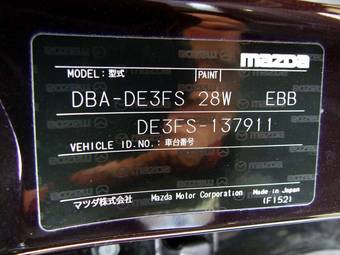 mazda
MODEL: 型式 PAINT
DBA-DE3FS 28W EBB
DE3FS-137911
VEHICLE ID.NO.: 車台番号
マツダ株式会社 Mazda Motor Corporation Made in Japan
(F152)